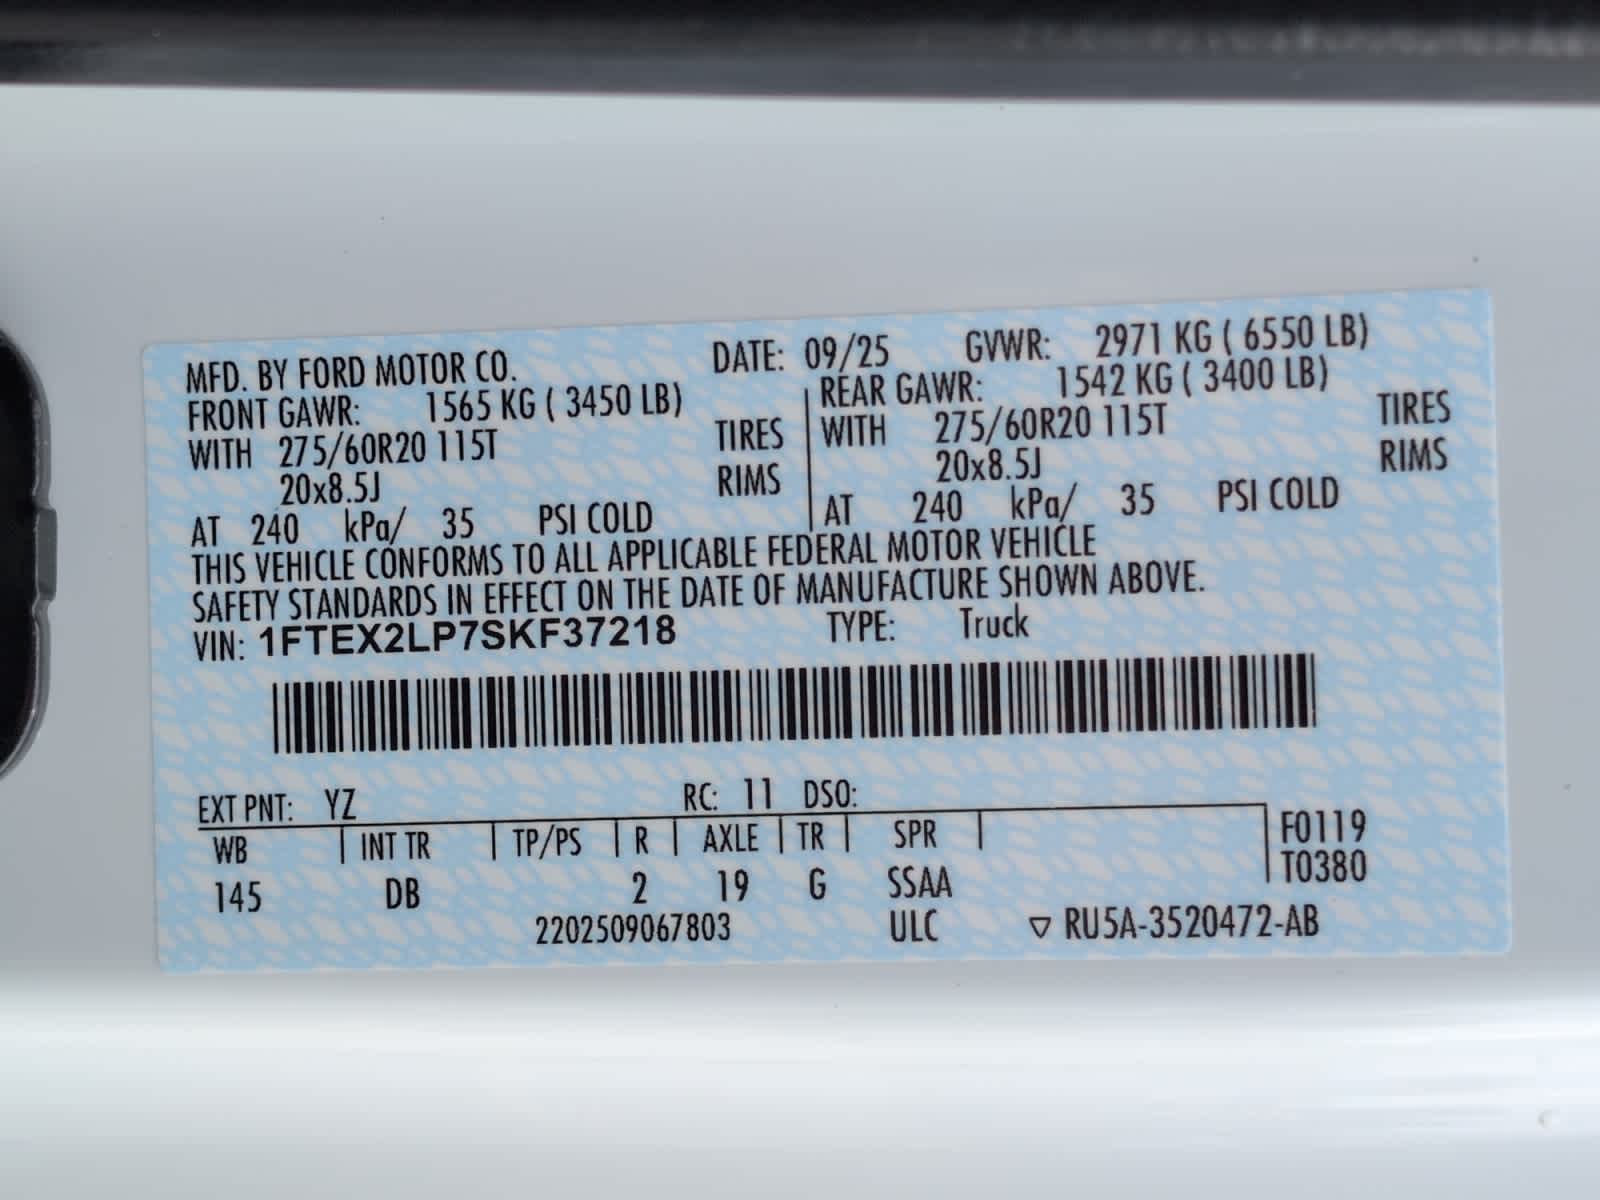 MFD. BY FORD MOTOR CO. DATE: 09/25 GVWR: 2971 KG ( 6550 LB)
FRONT GAWR: 1565 KG ( 3450 LB) REAR GAWR: 1542 KG ( 3400 LB)
WITH 275/60R20 115T TIRES WITH 275/60R20 115T TIRES
20x8.5J RIMS 20x8.5J RIMS
AT 240 kPa/ 35 PSI COLD AT 240 kPa/ 35 PSI COLD
THIS VEHICLE CONFORMS TO ALL APPLICABLE FEDERAL MOTOR VEHICLE
SAFETY STANDARDS IN EFFECT ON THE DATE OF MANUFACTURE SHOWN ABOVE.
VIN: 1FTEX2LP7SKF37218 TYPE: Truck
EXT PNT: YZ RC: 11 DSO:
WB INT TR TP/PS R AXLE TR SPR F0119
T0380
145 DB 2 19 G SSAA
2202509067803 ULC ▽ RU5A-3520472-AB